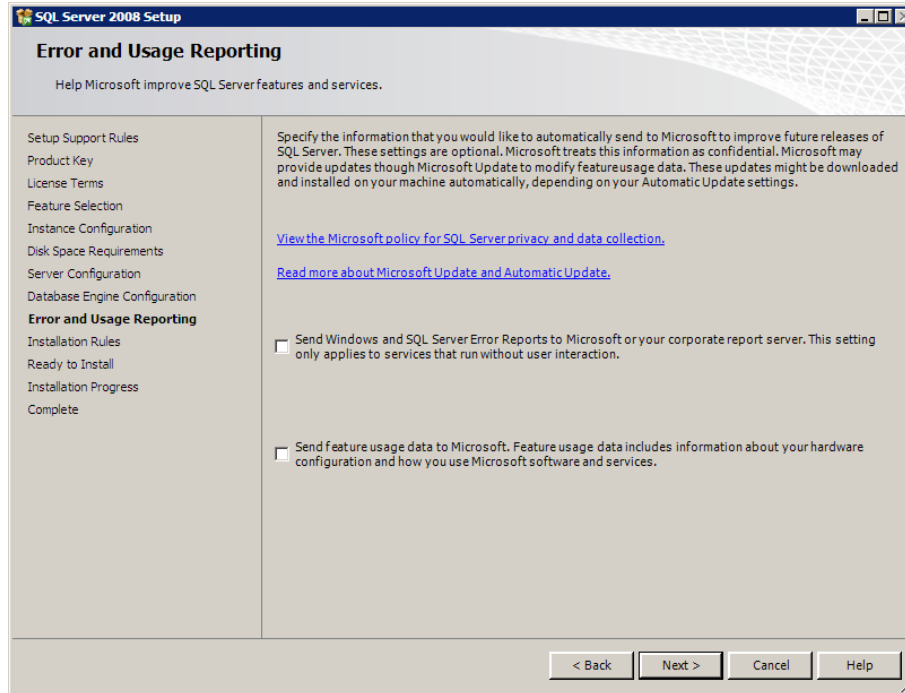 SQL Server 2008 Setup
Error and Usage Reporting
Help Microsoft improve SQL Server features and services.
Setup Support Rules
Product Key
License Terms
Feature Selection
Instance Configuration
Disk Space Requirements
Server Configuration
Database Engine Configuration
Error and Usage Reporting
Installation Rules
Ready to Install
Installation Progress
Complete
Specify the information that you would like to automatically send to Microsoft to improve future releases of
SQL Server. These settings are optional. Microsoft treats this information as confidential. Microsoft may
provide updates though Microsoft Update to modify feature usage data. These updates might be downloaded
and installed on your machine automatically, depending on your Automatic Update settings.
View the Microsoft policy for SQL Server privacy and data collection.
Read more about Microsoft Update and Automatic Update.
Send Windows and SQL Server Error Reports to Microsoft or your corporate report server. This setting
only applies to services that run without user interaction.
Send feature usage data to Microsoft. Feature usage data includes information about your hardware
configuration and how you use Microsoft software and services.
< Back
Next >
Cancel
Help